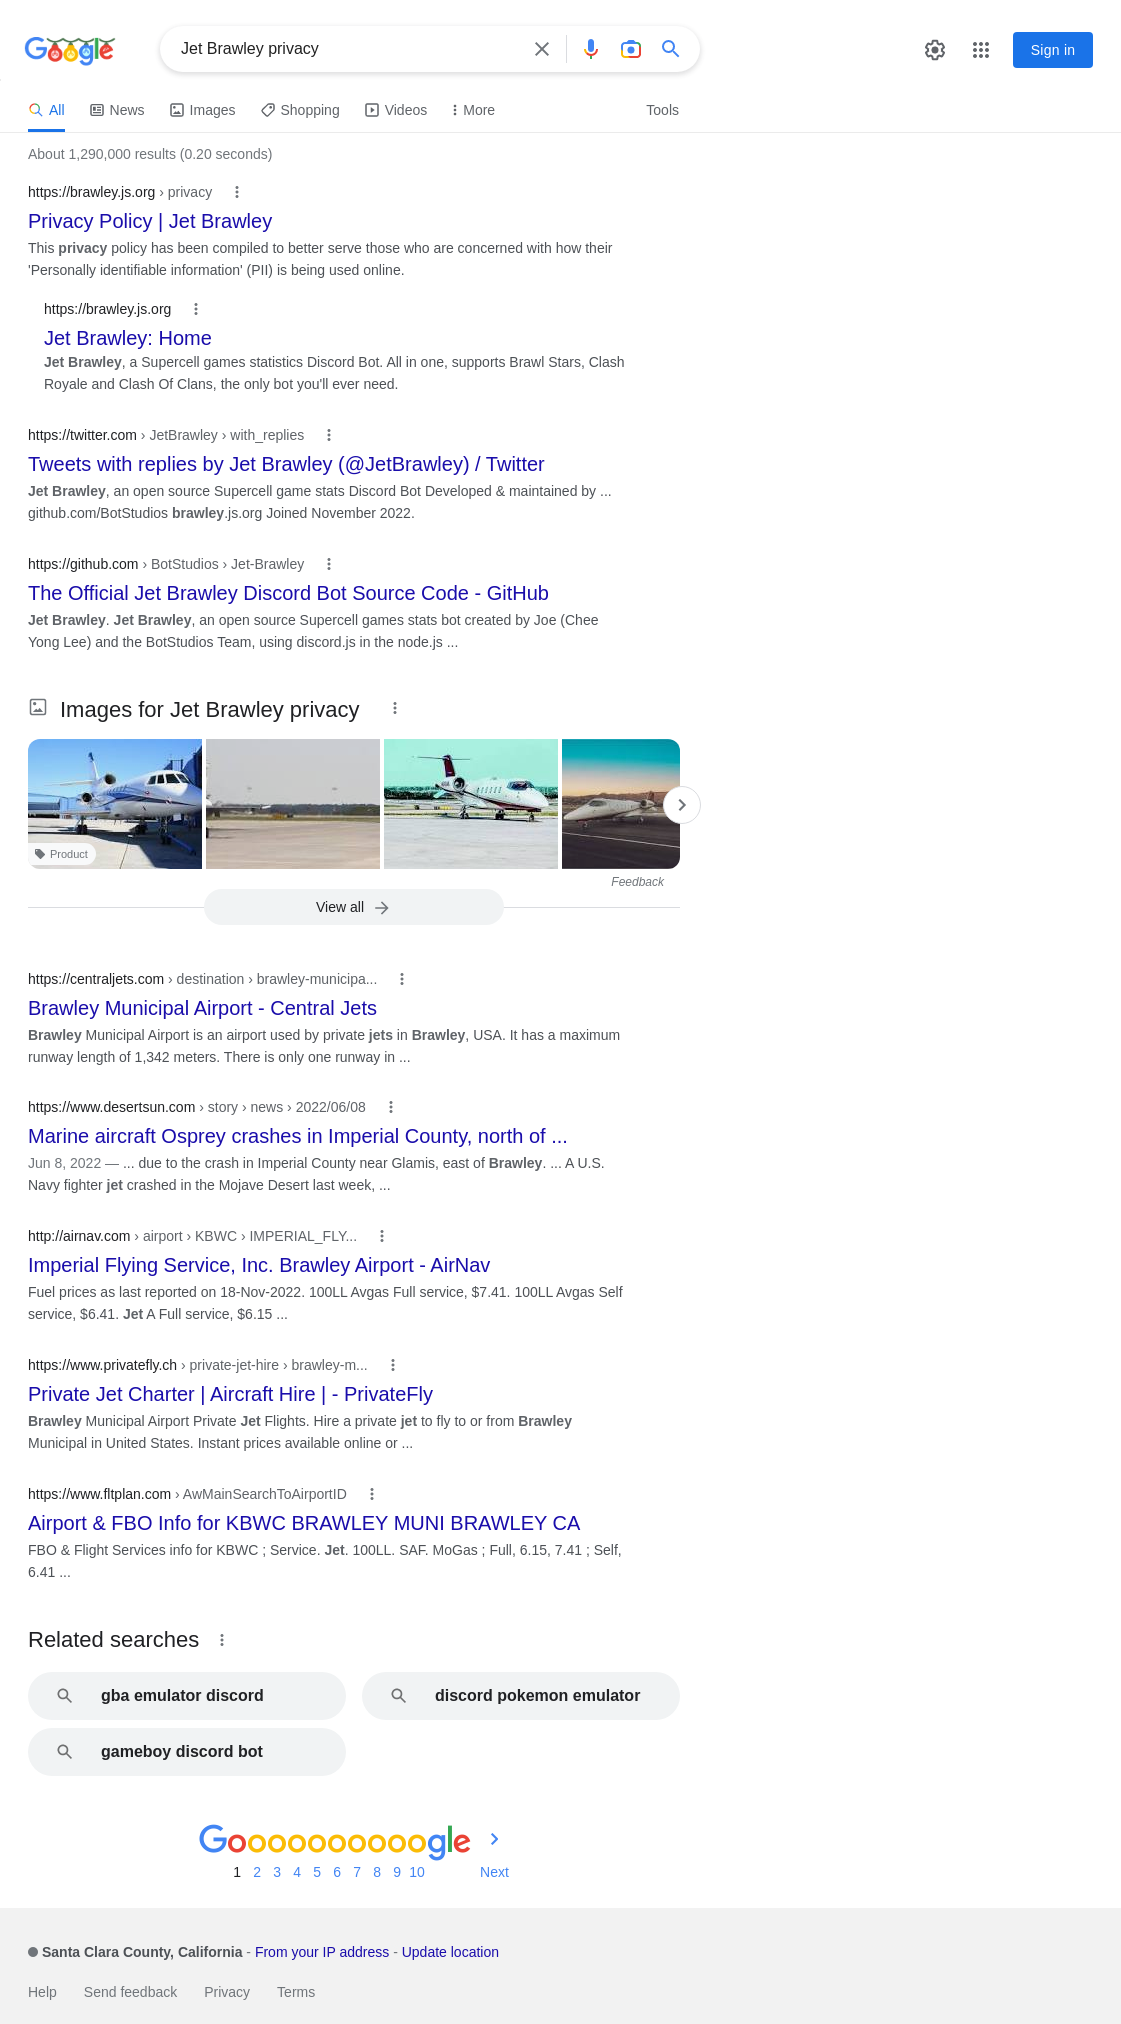 Google
Jet Brawley privacy
Sign in
All
News
Images
Shopping
Videos
More
Tools
About 1,290,000 results (0.20 seconds)
https://brawley.js.org › privacy
Privacy Policy | Jet Brawley
This privacy policy has been compiled to better serve those who are concerned with how their
'Personally identifiable information' (PII) is being used online.
https://brawley.js.org
Jet Brawley: Home
Jet Brawley, a Supercell games statistics Discord Bot. All in one, supports Brawl Stars, Clash
Royale and Clash Of Clans, the only bot you'll ever need.
https://twitter.com › JetBrawley › with_replies
Tweets with replies by Jet Brawley (@JetBrawley) / Twitter
Jet Brawley, an open source Supercell game stats Discord Bot Developed & maintained by ...
github.com/BotStudios brawley.js.org Joined November 2022.
https://github.com › BotStudios › Jet-Brawley
The Official Jet Brawley Discord Bot Source Code - GitHub
Jet Brawley. Jet Brawley, an open source Supercell games stats bot created by Joe (Chee
Yong Lee) and the BotStudios Team, using discord.js in the node.js ...
Images for Jet Brawley privacy
Product
Feedback
View all
https://centraljets.com › destination › brawley-municipa...
Brawley Municipal Airport - Central Jets
Brawley Municipal Airport is an airport used by private jets in Brawley, USA. It has a maximum
runway length of 1,342 meters. There is only one runway in ...
https://www.desertsun.com › story › news › 2022/06/08
Marine aircraft Osprey crashes in Imperial County, north of ...
Jun 8, 2022 — ... due to the crash in Imperial County near Glamis, east of Brawley. ... A U.S.
Navy fighter jet crashed in the Mojave Desert last week, ...
http://airnav.com › airport › KBWC › IMPERIAL_FLY...
Imperial Flying Service, Inc. Brawley Airport - AirNav
Fuel prices as last reported on 18-Nov-2022. 100LL Avgas Full service, $7.41. 100LL Avgas Self
service, $6.41. Jet A Full service, $6.15 ...
https://www.privatefly.ch › private-jet-hire › brawley-m...
Private Jet Charter | Aircraft Hire | - PrivateFly
Brawley Municipal Airport Private Jet Flights. Hire a private jet to fly to or from Brawley
Municipal in United States. Instant prices available online or ...
https://www.fltplan.com › AwMainSearchToAirportID
Airport & FBO Info for KBWC BRAWLEY MUNI BRAWLEY CA
FBO & Flight Services info for KBWC ; Service. Jet. 100LL. SAF. MoGas ; Full, 6.15, 7.41 ; Self,
6.41 ...
Related searches
gba emulator discord
discord pokemon emulator
gameboy discord bot
Goooooooooogle
1 2 3 4 5 6 7 8 9 10 Next
Santa Clara County, California - From your IP address - Update location
Help Send feedback Privacy Terms